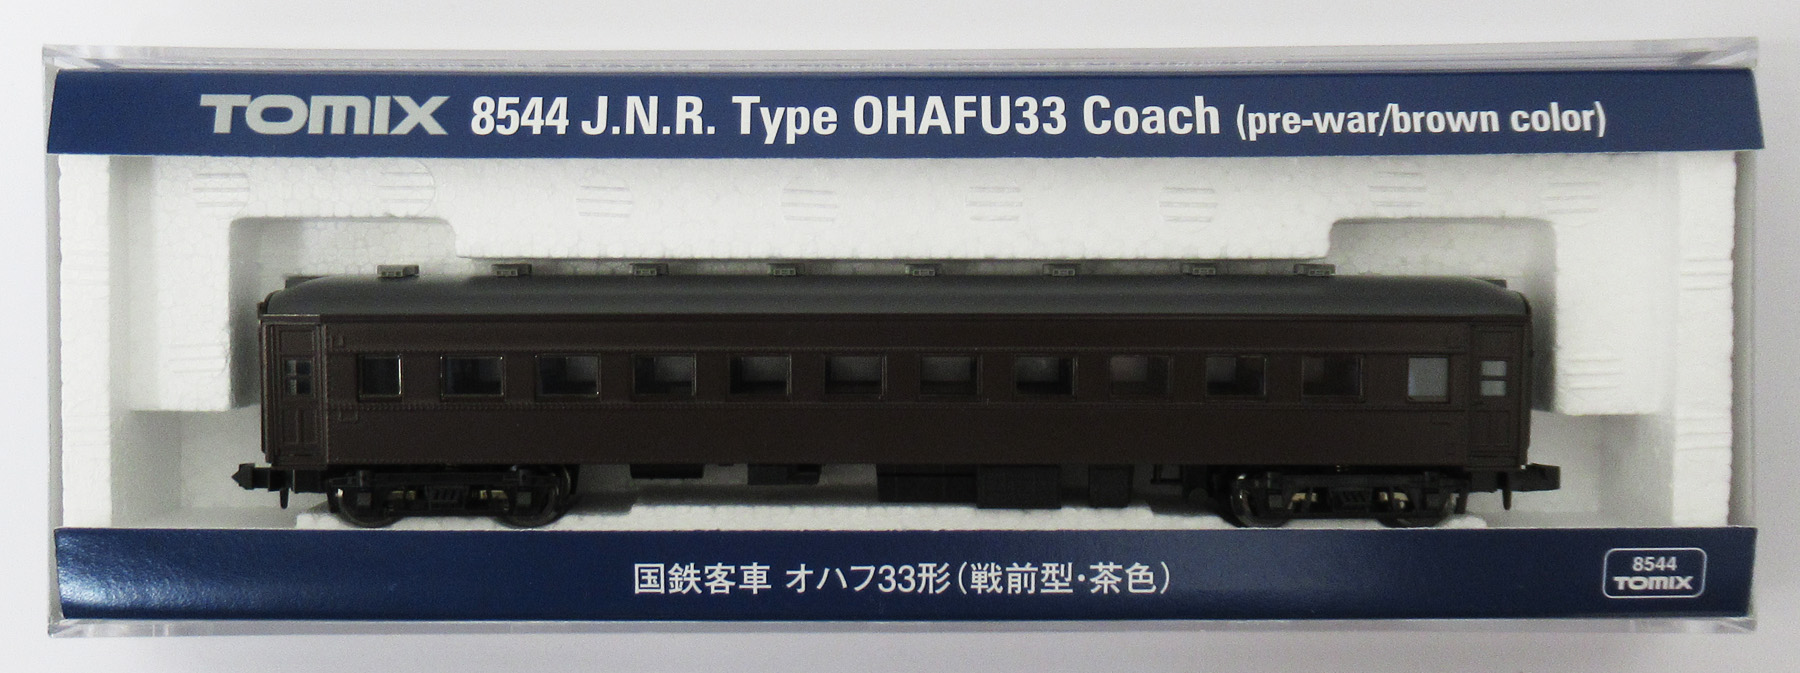 TOMIX 8544 J.N.R. Type OHAFU33 Coach (pre-war/brown color)
国鉄客車 オハフ33形(戦前型・茶色)
8544
TOMIX